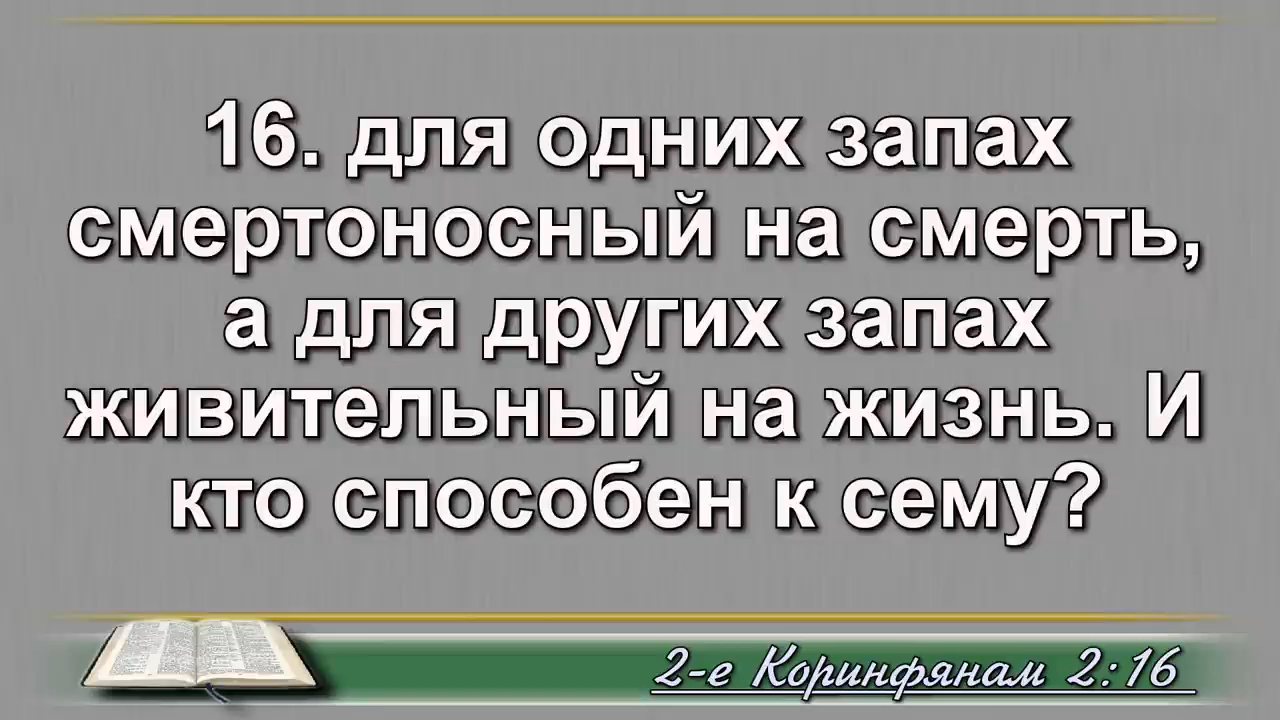 16. для одних запах
смертоносный на смерть,
а для других запах
живительный на жизнь. И
кто способен к сему?
2-е Коринфянам 2:16